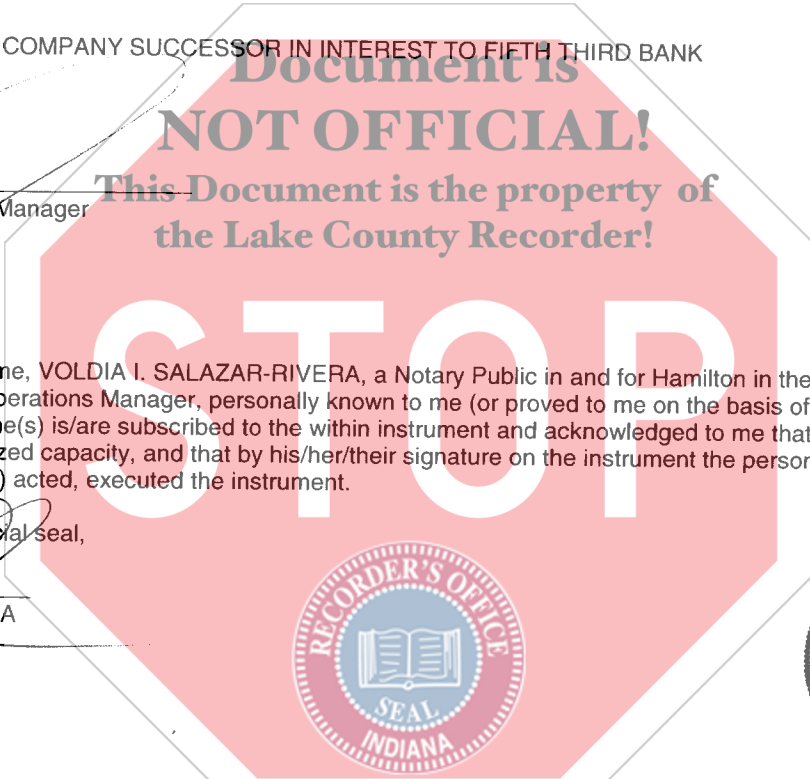 COMPANY SUCCESSOR IN INTEREST TO FIFTH THIRD BANK
Document is
NOT OFFICIAL!
This Document is the property of
Manager
the Lake County Recorder!
STOP
me, VOLDIA I. SALAZAR-RIVERA, a Notary Public in and for Hamilton in the
perations Manager, personally known to me (or proved to me on the basis of
e(s) is/are subscribed to the within instrument and acknowledged to me that
zed capacity, and that by his/her/their signature on the instrument the person
) acted, executed the instrument.
ial seal,
A
RECORDER'S OFFICE
SEAL
INDIANA